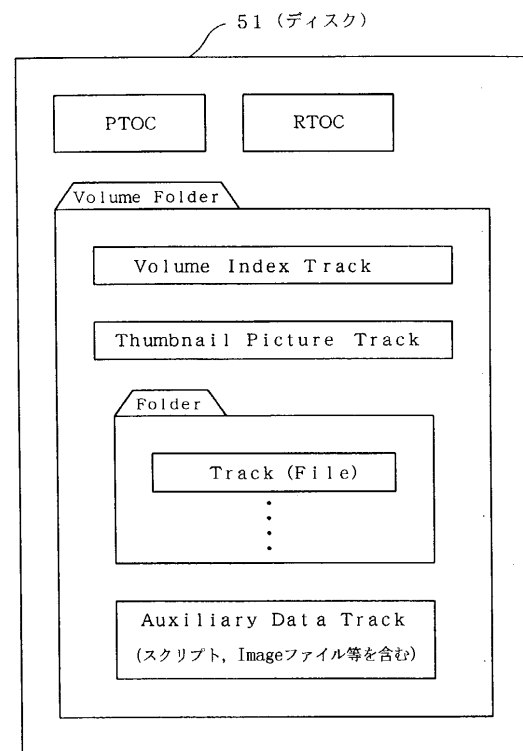 51 (ディスク)
PTOC
RTOC
Volume Folder
Volume Index Track
Thumbnail Picture Track
Folder
Track (File)
Auxiliary Data Track
(スクリプト, Imageファイル等を含む)